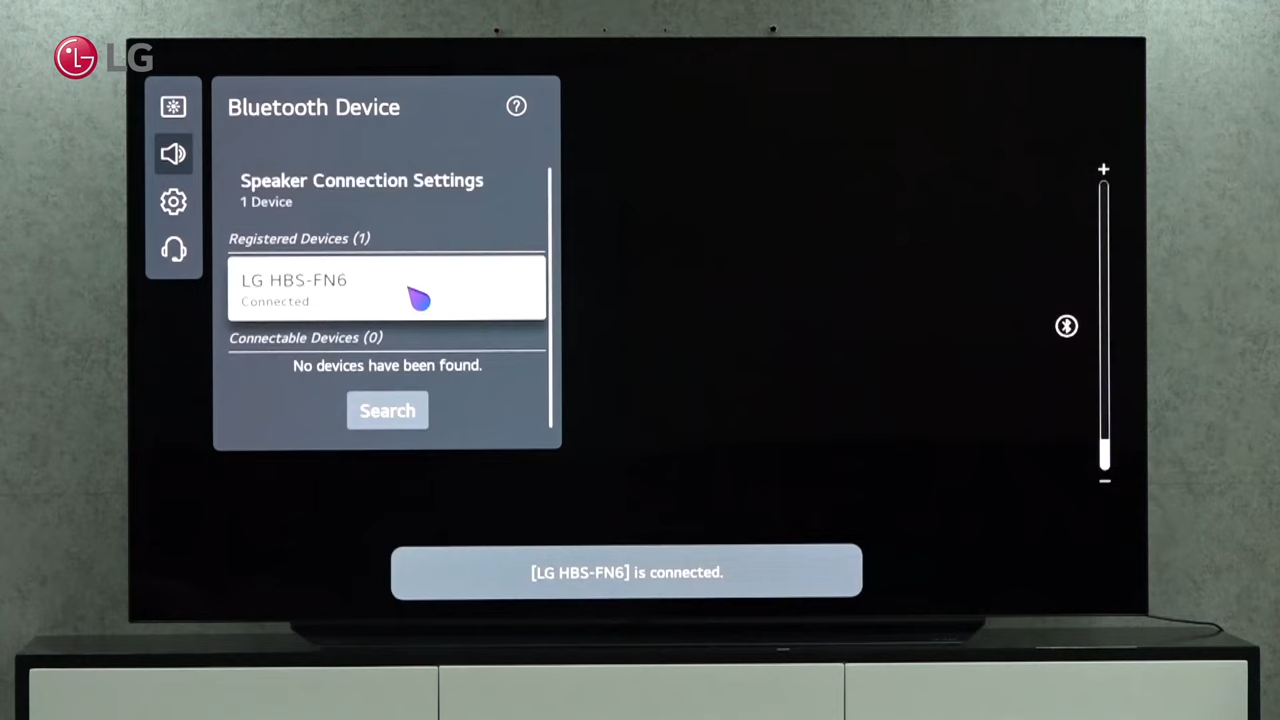 LG
Bluetooth Device
?
Speaker Connection Settings
1 Device
Registered Devices (1)
LG HBS-FN6
Connected
Connectable Devices (0)
No devices have been found.
Search
+
-
[LG HBS-FN6] is connected.